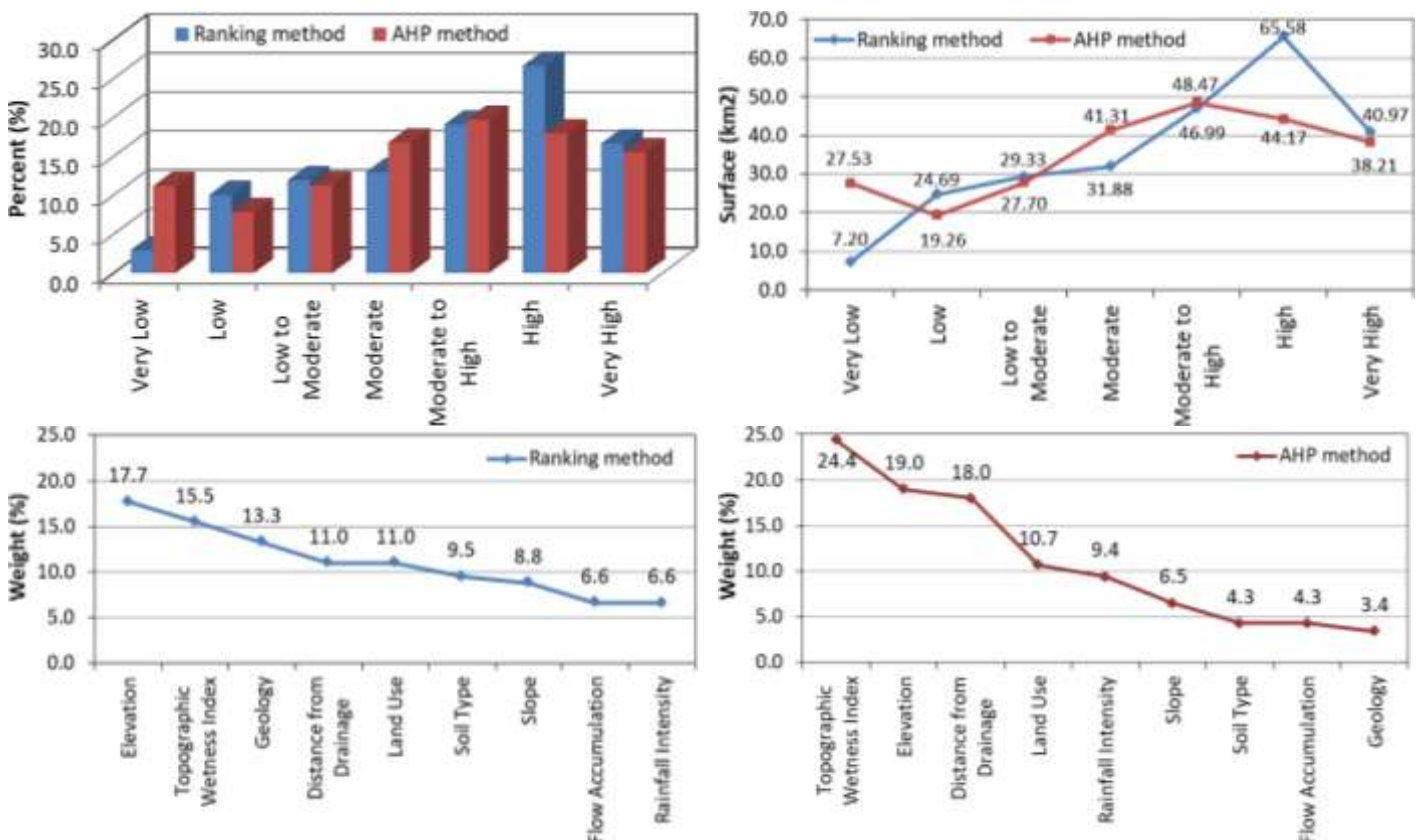 Ranking method
AHP method
Percent (%)
30.0
25.0
20.0
15.0
10.0
5.0
0.0
Very Low
Low
Low to
Moderate
Moderate
Moderate to
High
High
Very High
Ranking method
AHP method
Surface (km2)
70.0
60.0
50.0
40.0
30.0
20.0
10.0
0.0
65.58
48.47
41.31
40.97
46.99
44.17
38.21
27.53
24.69
29.33
31.88
27.70
19.26
7.20
Very Low
Low
Low to
Moderate
Moderate
Moderate to
High
High
Very High
Ranking method
Weight (%)
25.0
20.0
15.0
10.0
5.0
0.0
17.7
15.5
13.3
11.0
11.0
9.5
8.8
6.6
6.6
Elevation
Topographic
Wetness Index
Geology
Distance from
Drainage
Land Use
Soil Type
Slope
Flow Accumulation
Rainfall Intensity
AHP method
Weight (%)
25.0
20.0
15.0
10.0
5.0
0.0
24.4
19.0
18.0
10.7
9.4
6.5
4.3
4.3
3.4
Topographic
Wetness Index
Elevation
Distance from
Drainage
Land Use
Rainfall Intensity
Slope
Soil Type
Flow Accumulation
Geology